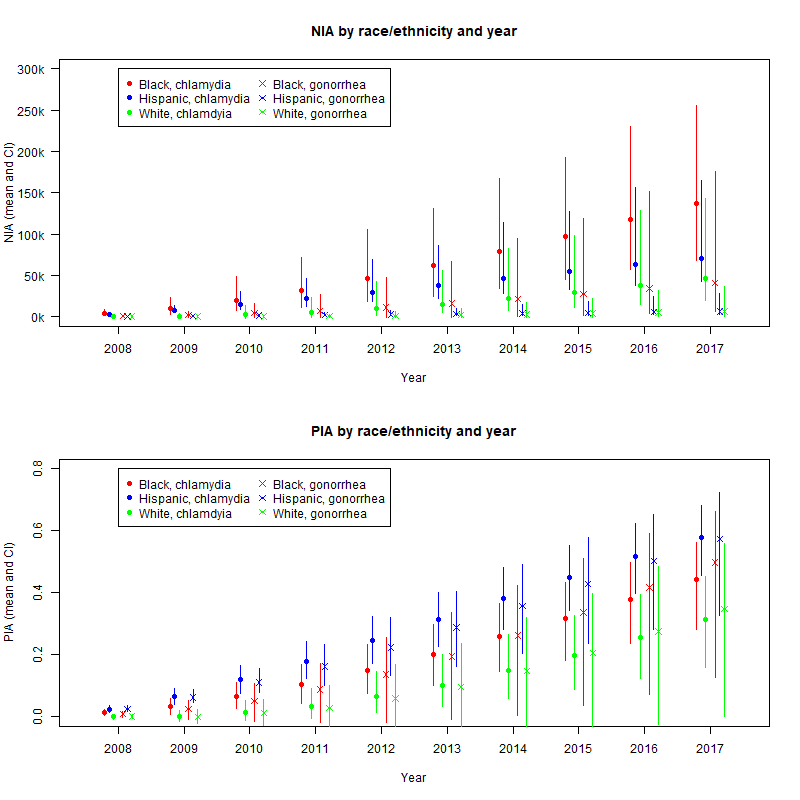 NIA by race/ethnicity and year
NIA (mean and CI)
300k
250k
200k
150k
100k
50k
0k
Black, chlamydia
Black, gonorrhea
Hispanic, chlamydia
Hispanic, gonorrhea
White, chlamdyia
White, gonorrhea
2008 2009 2010 2011 2012 2013 2014 2015 2016 2017
Year
PIA by race/ethnicity and year
PIA (mean and CI)
0.8
0.6
0.4
0.2
0.0
Black, chlamydia
Black, gonorrhea
Hispanic, chlamydia
Hispanic, gonorrhea
White, chlamdyia
White, gonorrhea
2008 2009 2010 2011 2012 2013 2014 2015 2016 2017
Year